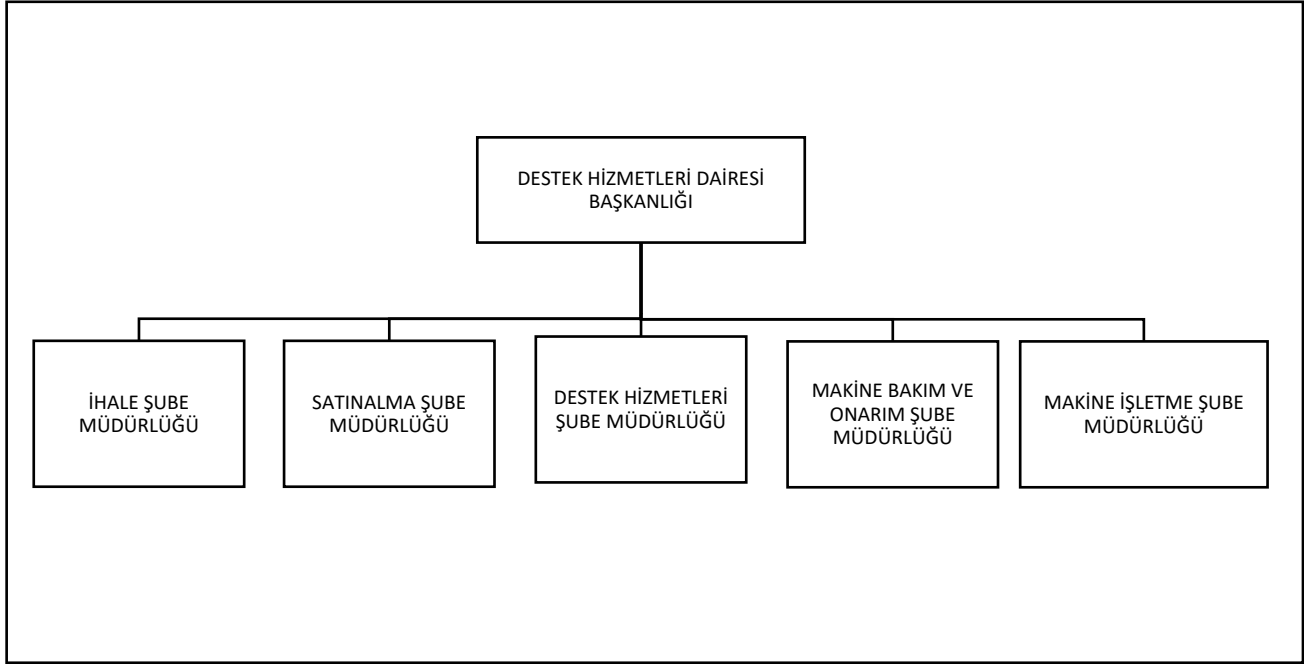 DESTEK HİZMETLERİ DAİRESİ
BAŞKANLIĞI
İHALE ŞUBE
MÜDÜRLÜĞÜ
SATINALMA ŞUBE
MÜDÜRLÜĞÜ
DESTEK HİZMETLERİ
ŞUBE MÜDÜRLÜĞÜ
MAKİNE BAKIM VE
ONARIM ŞUBE
MÜDÜRLÜĞÜ
MAKİNE İŞLETME ŞUBE
MÜDÜRLÜĞÜ